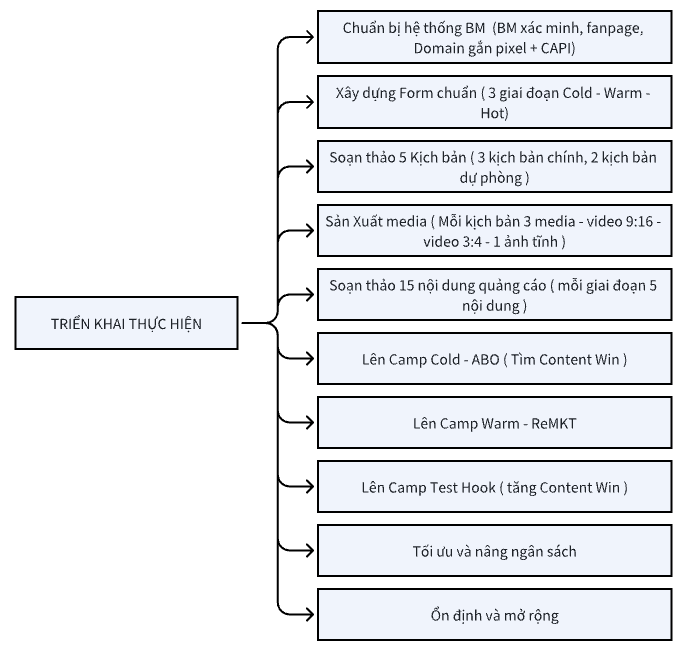 Chuẩn bị hệ thống BM (BM xác minh, fanpage,
Domain gắn pixel + CAPI)
Xây dựng Form chuẩn ( 3 giai đoạn Cold - Warm -
Hot)
Soạn thảo 5 Kịch bản ( 3 kịch bản chính, 2 kịch bản
dự phòng )
Sản Xuất media ( Mỗi kịch bản 3 media - video 9:16 -
video 3:4 - 1 ảnh tĩnh )
Soạn thảo 15 nội dung quảng cáo ( mỗi giai đoạn 5
nội dung )
TRIỂN KHAI THỰC HIỆN
Lên Camp Cold - ABO ( Tìm Content Win )
Lên Camp Warm - ReMKT
Lên Camp Test Hook ( tăng Content Win )
Tối ưu và nâng ngân sách
Ổn định và mở rộng